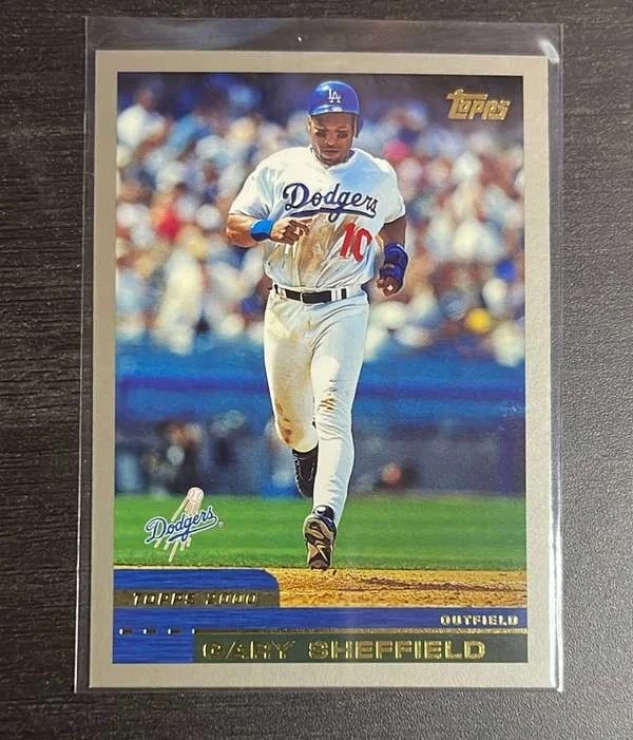 Topps
LA
Dodgers
10
Dodgers
TOPPS 2000
OUTFIELD
GARY SHEFFIELD